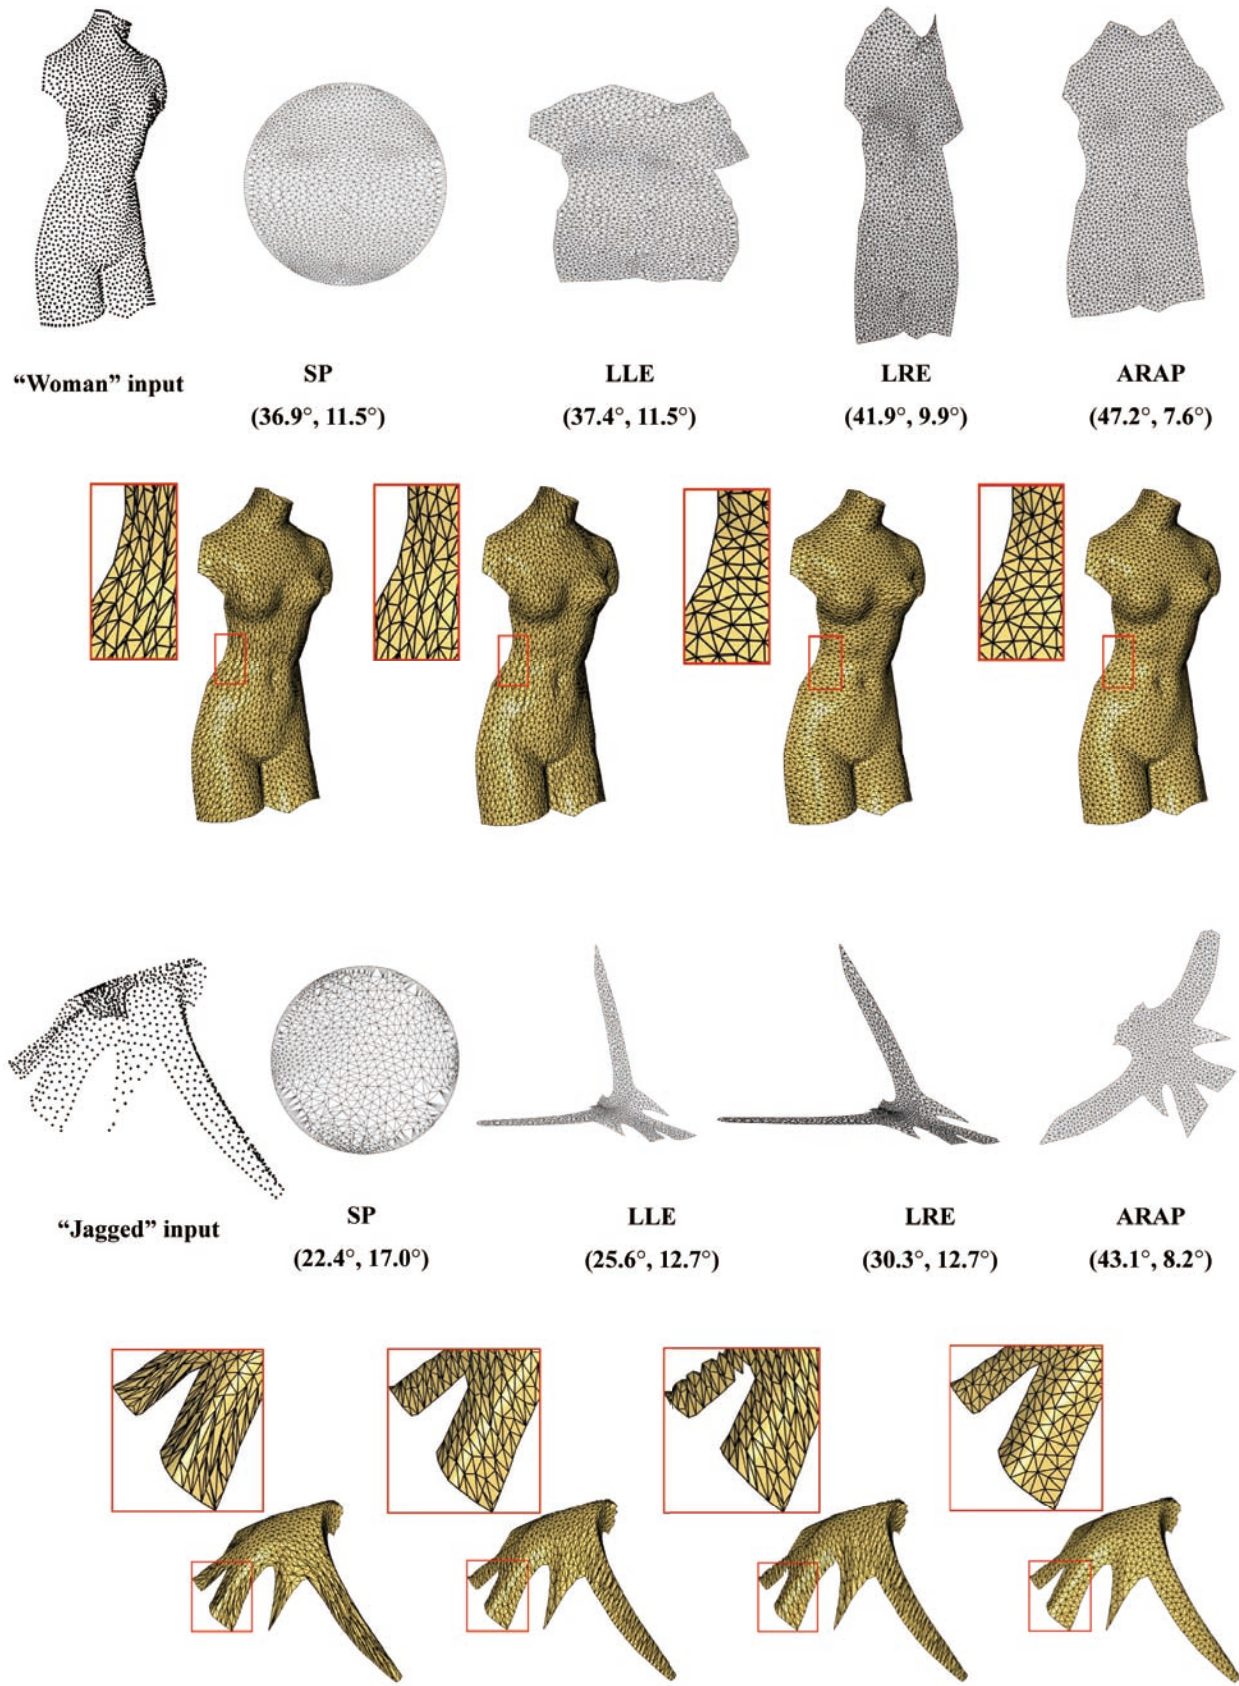 "Woman" input
SP
(36.9°, 11.5°)
LLE
(37.4°, 11.5°)
LRE
(41.9°, 9.9°)
ARAP
(47.2°, 7.6°)
"Jagged" input
SP
(22.4°, 17.0°)
LLE
(25.6°, 12.7°)
LRE
(30.3°, 12.7°)
ARAP
(43.1°, 8.2°)